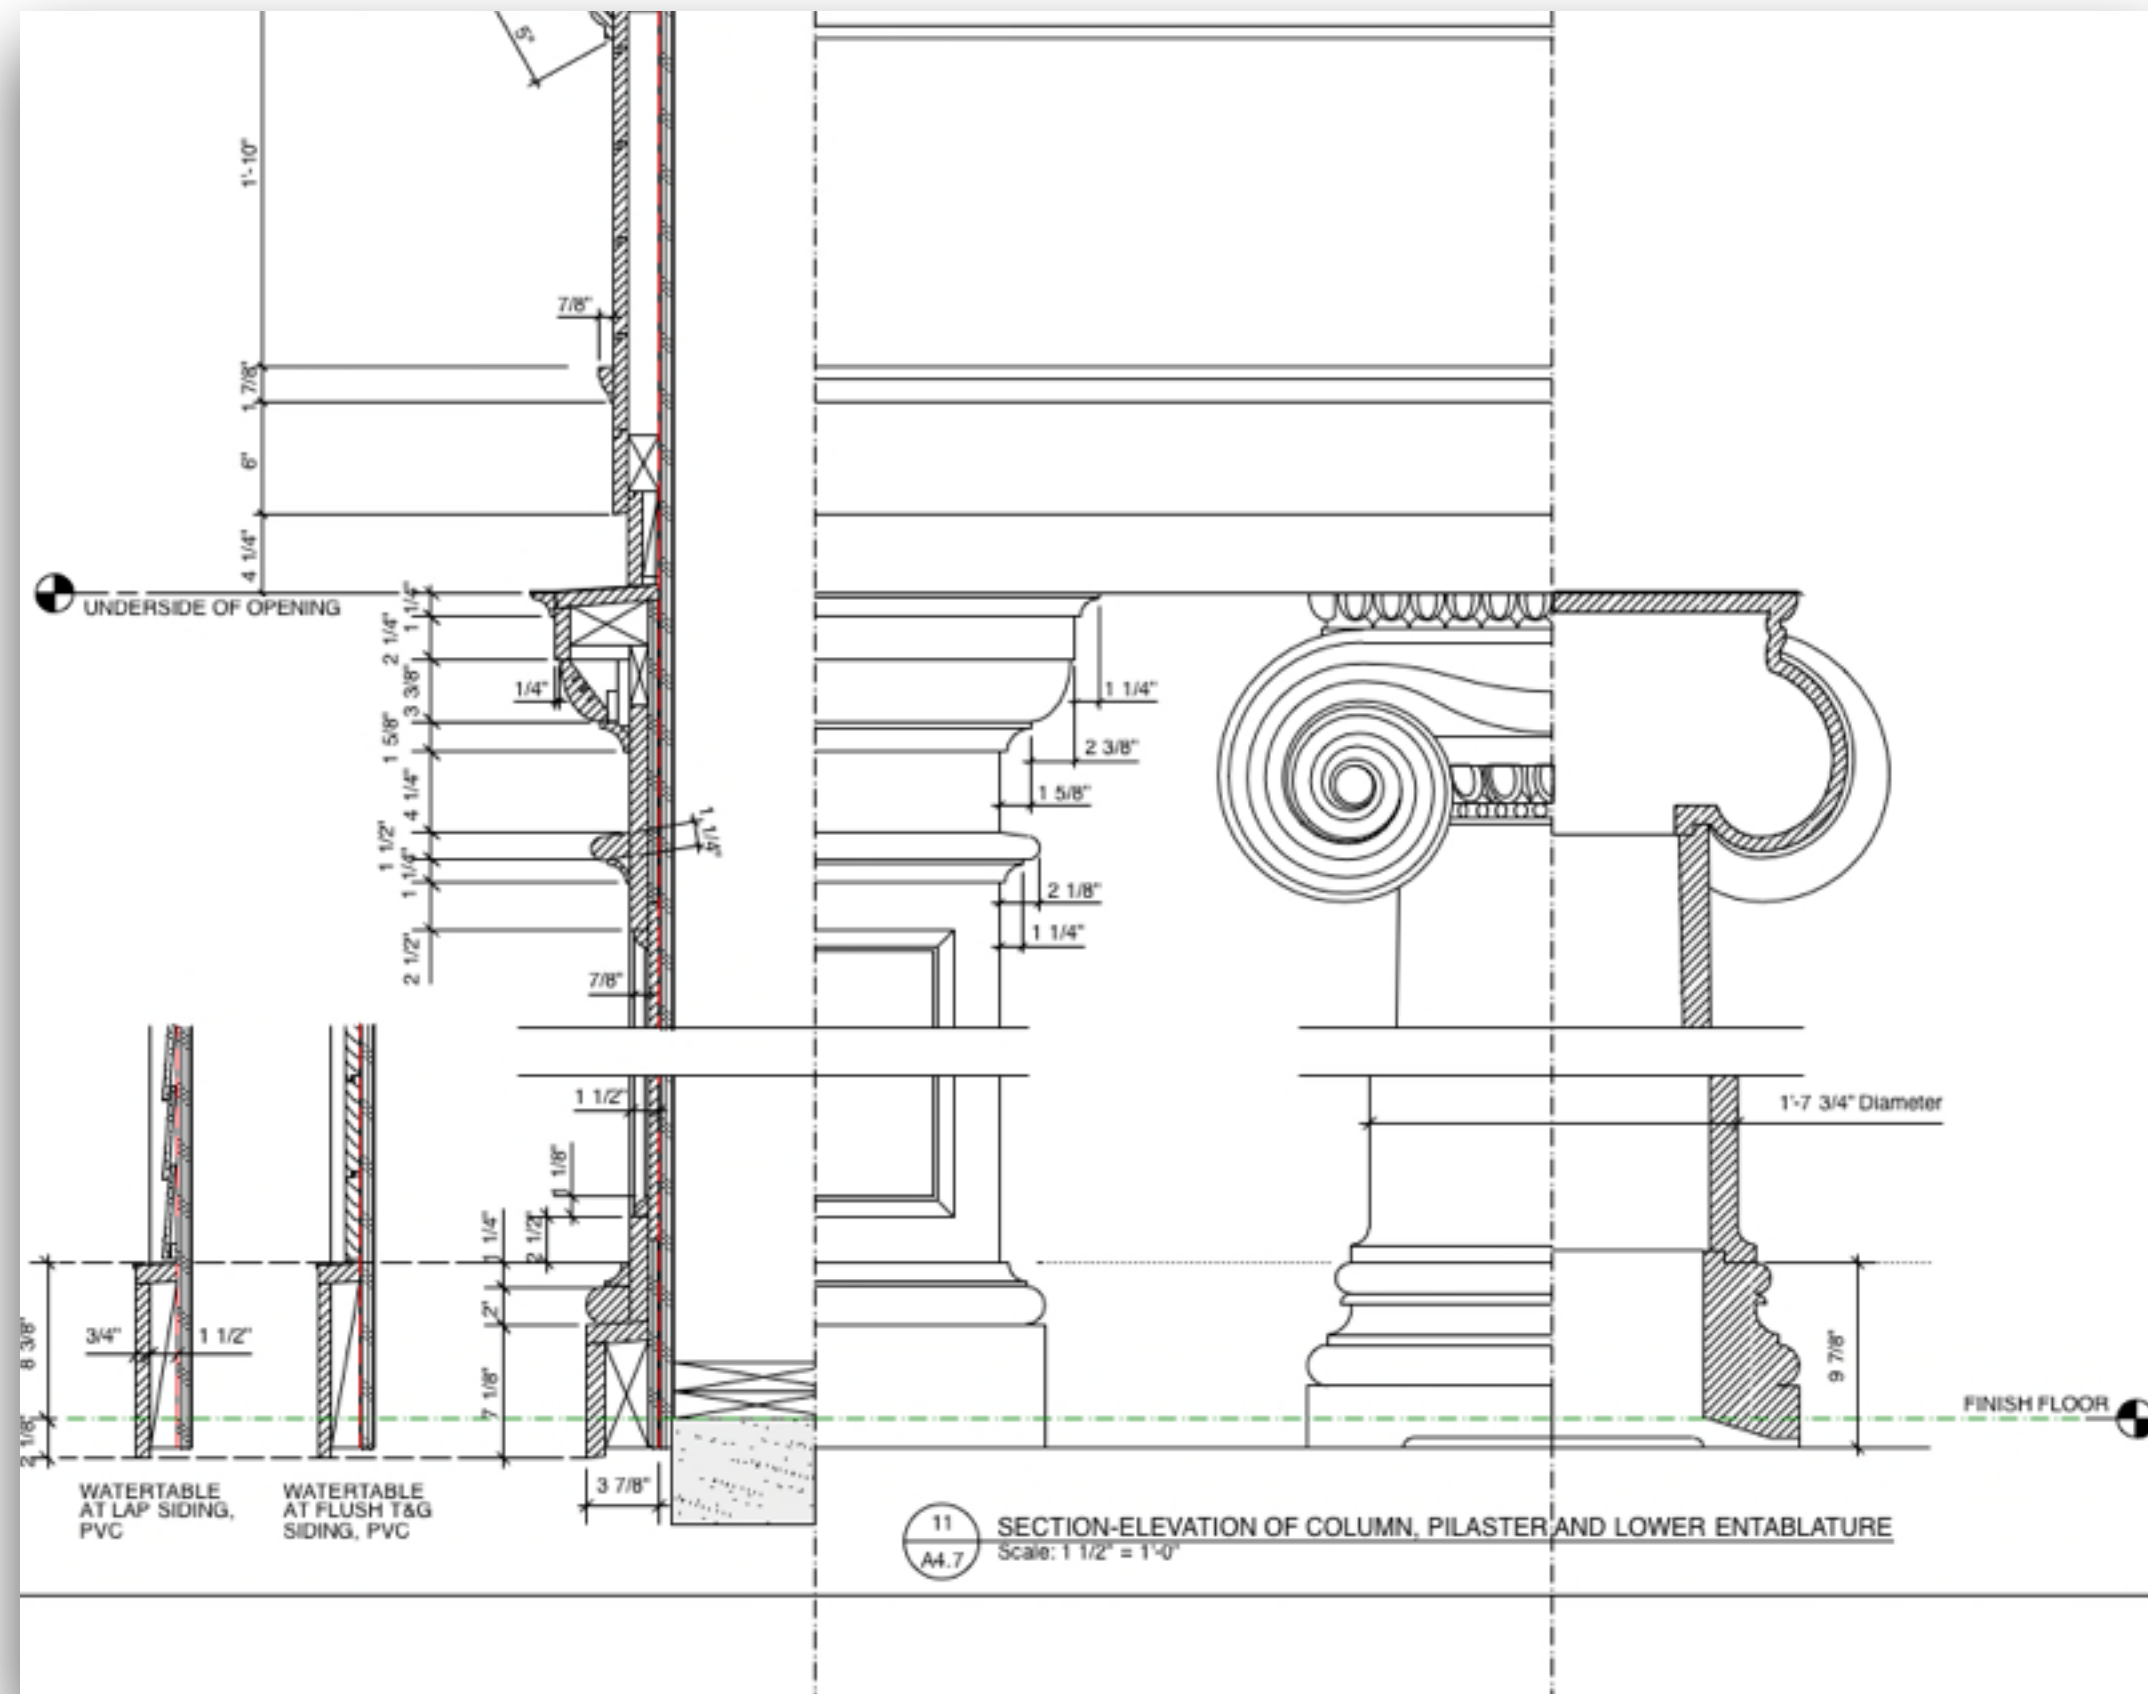 5"
1'-10"
7/8"
1 7/8"
6"
4 1/4"
UNDERSIDE OF OPENING
1 1/4"
2 1/4"
3 3/8"
1/4"
1 1/4"
1 5/8"
2 3/8"
4 1/4"
1 5/8"
1 1/4"
1 1/2"
1 1/4"
2 1/8"
1 1/4"
2 1/2"
7/8"
1 1/2"
1'-7 3/4" Diameter
1 1/8"
1 1/4"
2 1/2"
2"
8 3/8"
3/4"
1 1/2"
9 7/8"
7 1/8"
FINISH FLOOR
2 1/8"
3 7/8"
WATERTABLE
AT LAP SIDING,
PVC
WATERTABLE
AT FLUSH T&G
SIDING, PVC
11
A4.7
SECTION-ELEVATION OF COLUMN, PILASTER AND LOWER ENTABLATURE
Scale: 1 1/2" = 1'-0"